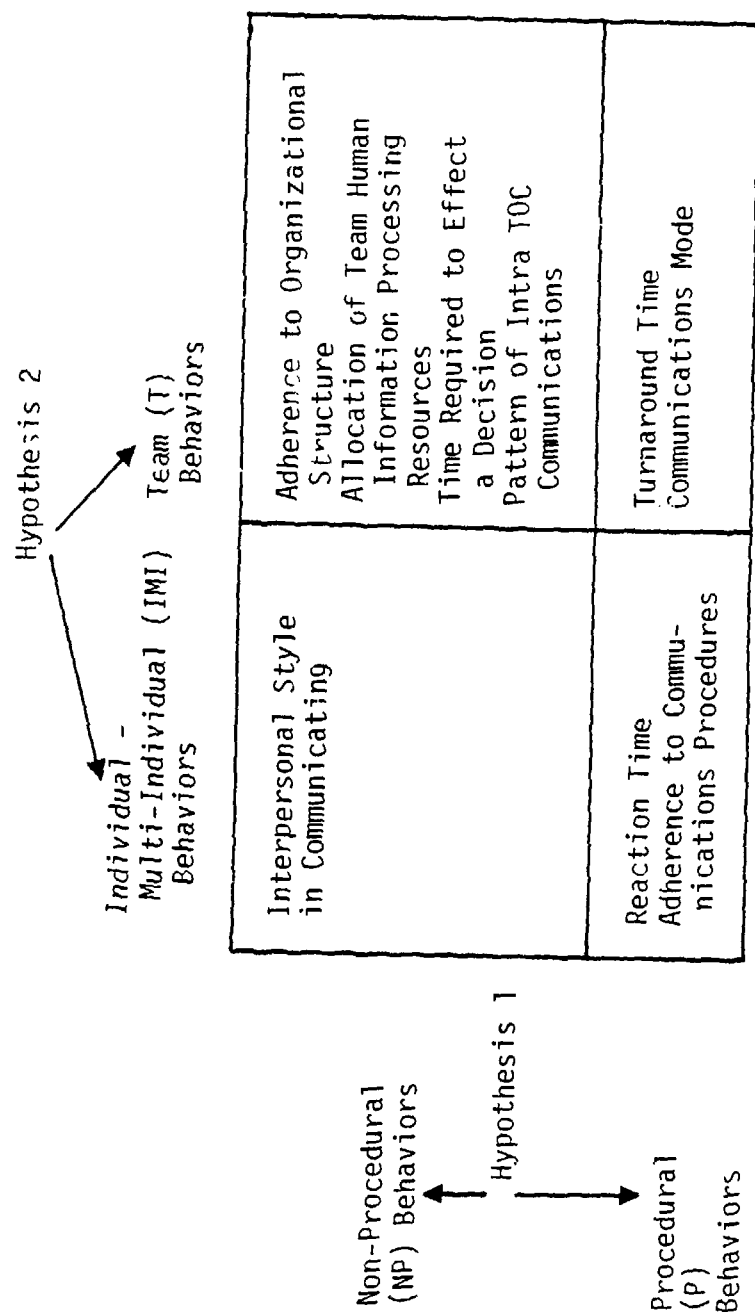 Hypothesis 2
Individual -
Multi-Individual (IMI)
Behaviors
Team (T)
Behaviors
Non-Procedural
(NP) Behaviors
Hypothesis 1
Procedural
(P)
Behaviors
Interpersonal Style
in Communicating
Adherence to Organizational
Structure
Allocation of Team Human
Information Processing
Resources
Time Required to Effect
a Decision
Pattern of Intra TOC
Communications
Reaction Time
Adherence to Commu-
nications Procedures
Turnaround Time
Communications Mode